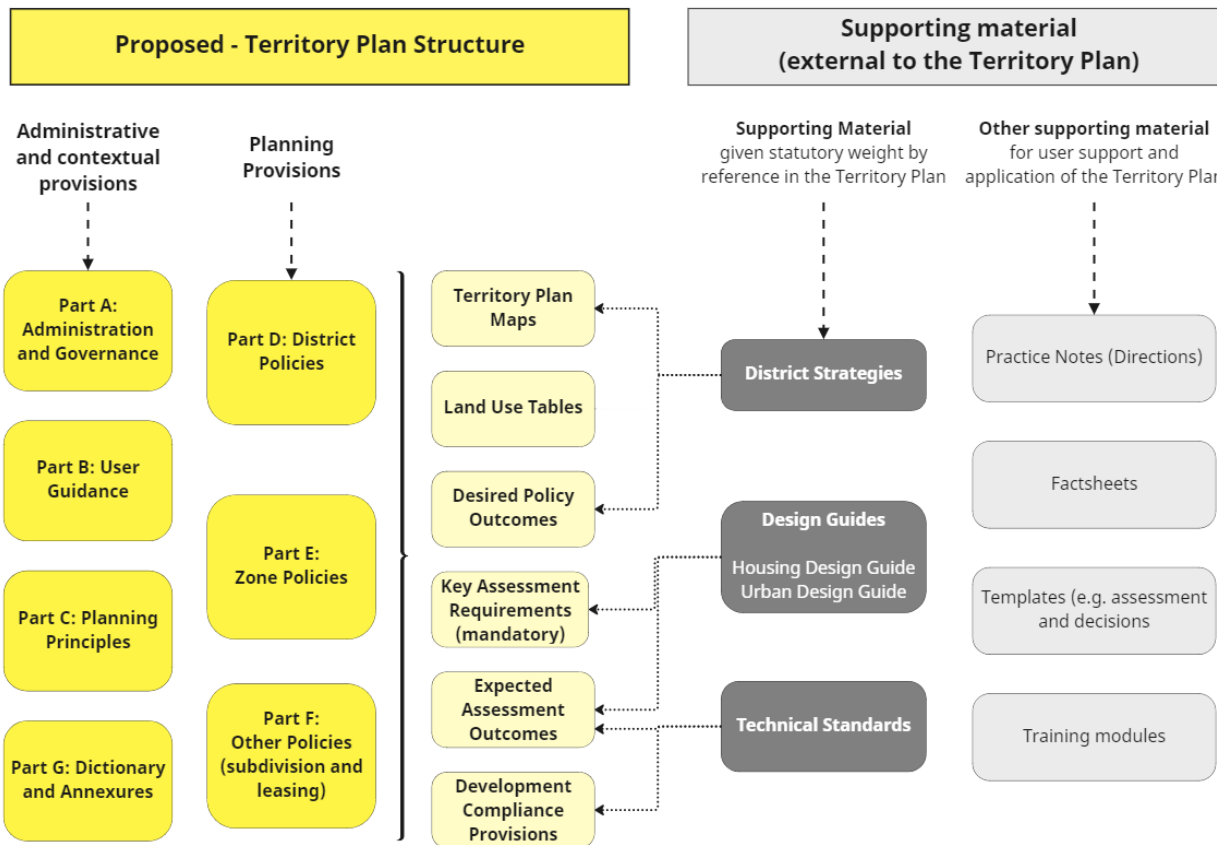 Proposed - Territory Plan Structure
Supporting material
(external to the Territory Plan)
Administrative
and contextual
provisions
Planning
Provisions
Supporting Material
given statutory weight by
reference in the Territory Plan
Other supporting material
for user support and
application of the Territory Plan
Part A:
Administration
and Governance
Part B: User
Guidance
Part C: Planning
Principles
Part G: Dictionary
and Annexures
Part D: District
Policies
Part E:
Zone Policies
Part F:
Other Policies
(subdivision and
leasing)
Territory Plan
Maps
Land Use Tables
Desired Policy
Outcomes
Key Assessment
Requirements
(mandatory)
Expected
Assessment
Outcomes
Development
Compliance
Provisions
District Strategies
Design Guides
Housing Design Guide
Urban Design Guide
Technical Standards
Practice Notes (Directions)
Factsheets
Templates (e.g. assessment
and decisions
Training modules